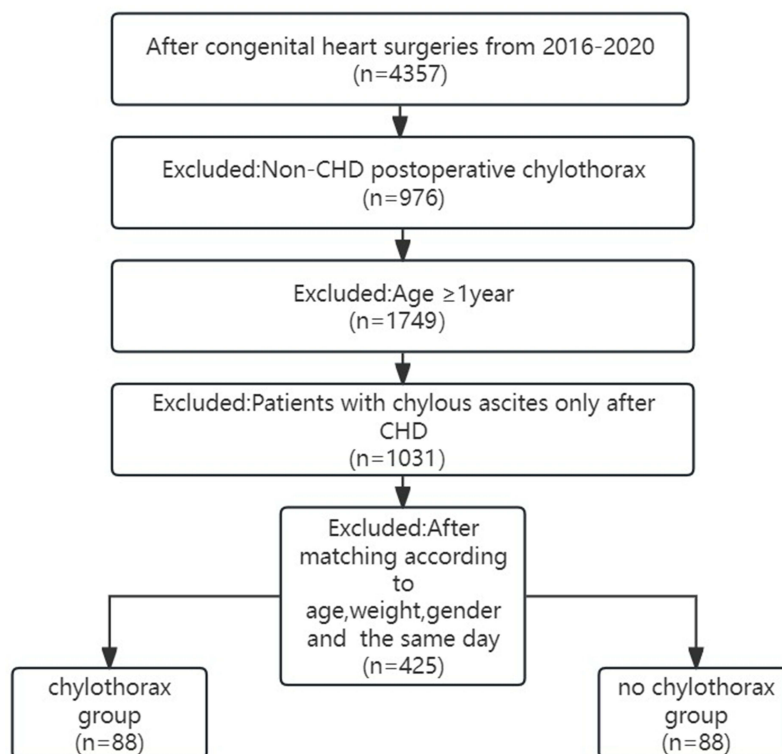 After congenital heart surgeries from 2016-2020
(n=4357)
Excluded:Non-CHD postoperative chylothorax
(n=976)
Excluded:Age ≥1year
(n=1749)
Excluded:Patients with chylous ascites only after
CHD
(n=1031)
Excluded:After
matching according
to
age,weight,gender
and the same day
(n=425)
chylothorax
group
(n=88)
no chylothorax
group
(n=88)